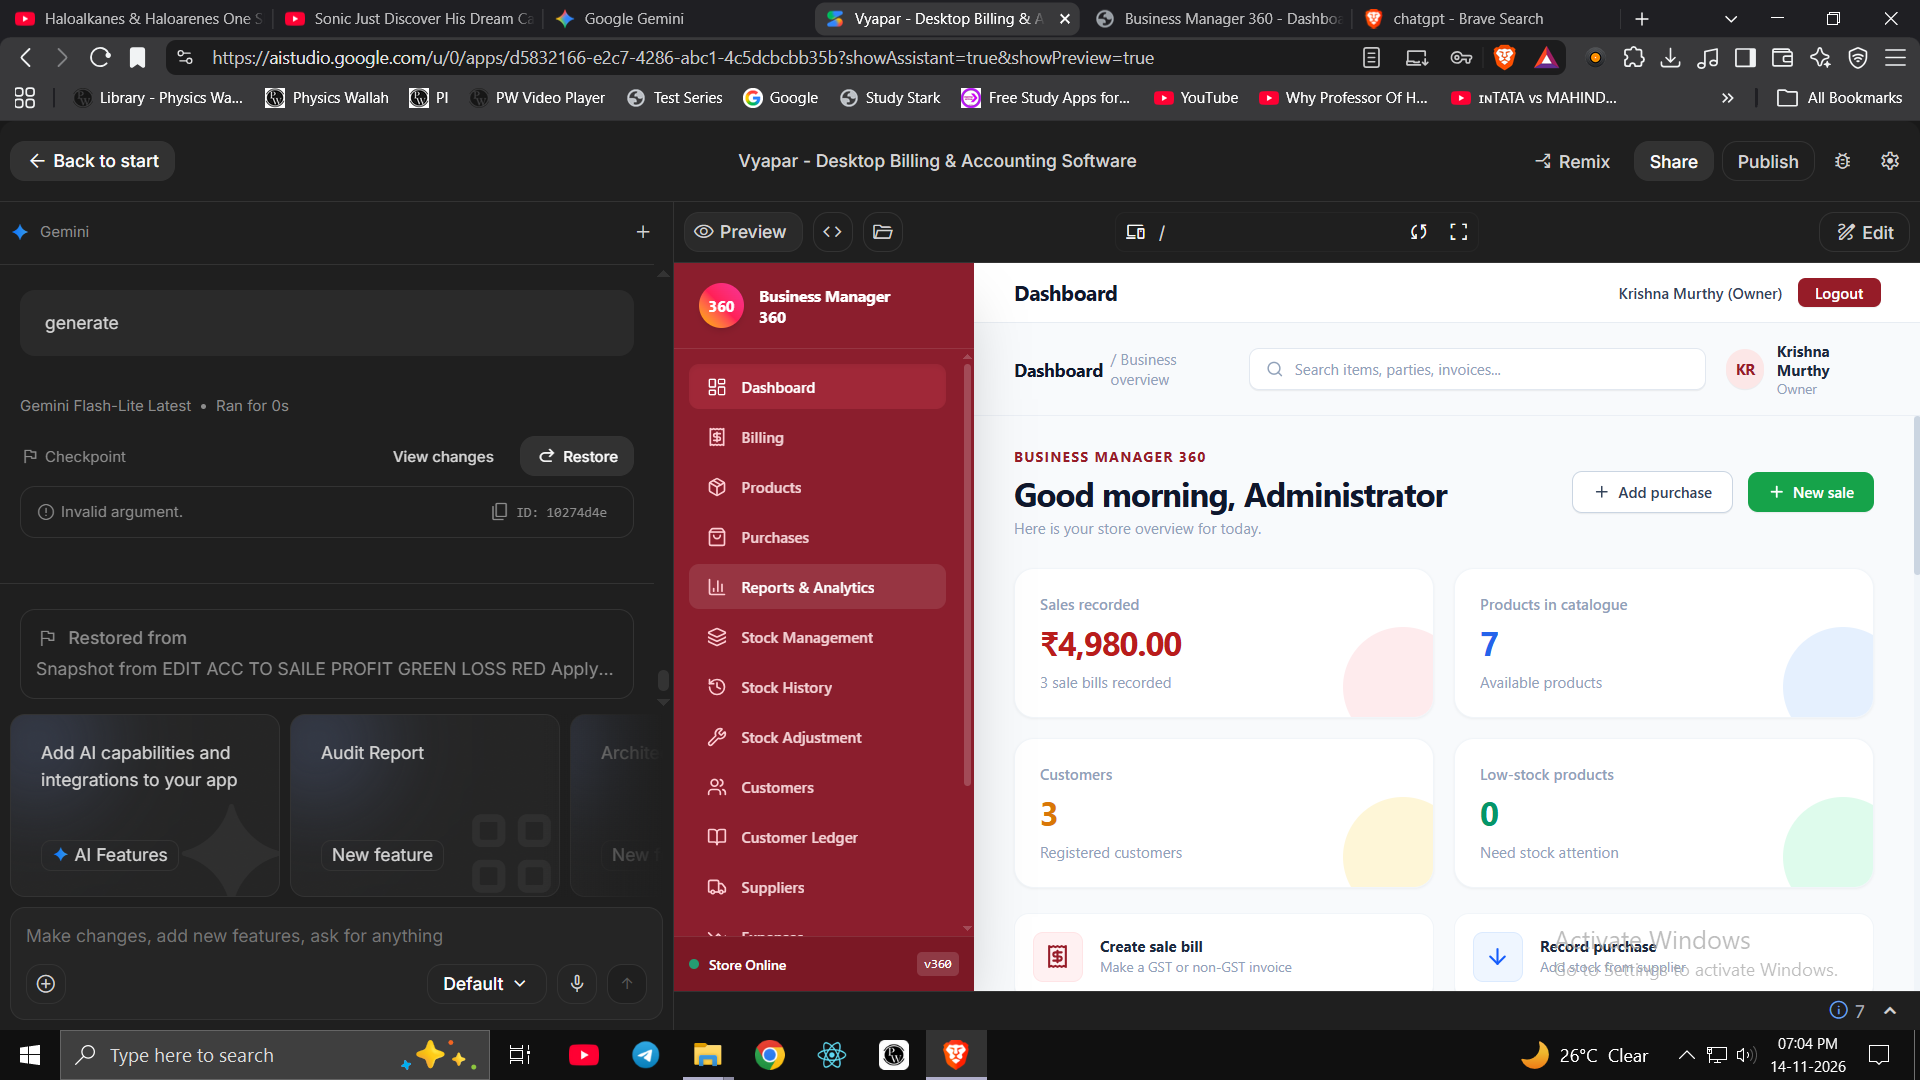 Haloalkanes & Haloarenes One S
Sonic Just Discover His Dream Ca
Google Gemini
Vyapar - Desktop Billing & A
Business Manager 360 - Dashbo
chatgpt - Brave Search
https://aistudio.google.com/u/0/apps/d5832166-e2c7-4286-abc1-4c5dcbcbb35b?showAssistant=true&showPreview=true
Library - Physics Wa...
Physics Wallah
PI
PW Video Player
Test Series
Google
Study Stark
Free Study Apps for...
YouTube
Why Professor Of H...
ɪɴTATA vs MAHIND...
All Bookmarks
Back to start
Vyapar - Desktop Billing & Accounting Software
Remix
Share
Publish
Gemini
Preview
/
Edit
generate
Gemini Flash-Lite Latest • Ran for 0s
Checkpoint
View changes
Restore
Invalid argument.
ID: 10274d4e
Restored from
Snapshot from EDIT ACC TO SAILE PROFIT GREEN LOSS RED Apply...
Add AI capabilities and
integrations to your app
AI Features
Audit Report
New feature
Archite
New f
Make changes, add new features, ask for anything
Default
360
Business Manager
360
Dashboard
Billing
Products
Purchases
Reports & Analytics
Stock Management
Stock History
Stock Adjustment
Customers
Customer Ledger
Suppliers
Expenses
Store Online
v360
Dashboard
Krishna Murthy (Owner)
Logout
Dashboard
/ Business
overview
Search items, parties, invoices...
KR
Krishna
Murthy
Owner
BUSINESS MANAGER 360
Good morning, Administrator
Here is your store overview for today.
Add purchase
New sale
Sales recorded
₹4,980.00
3 sale bills recorded
Products in catalogue
7
Available products
Customers
3
Registered customers
Low-stock products
0
Need stock attention
Create sale bill
Make a GST or non-GST invoice
Record purchase
Add stock from supplier
Activate Windows
Go to Settings to activate Windows.
7
Type here to search
PW
26°C Clear
07:04 PM
14-11-2026